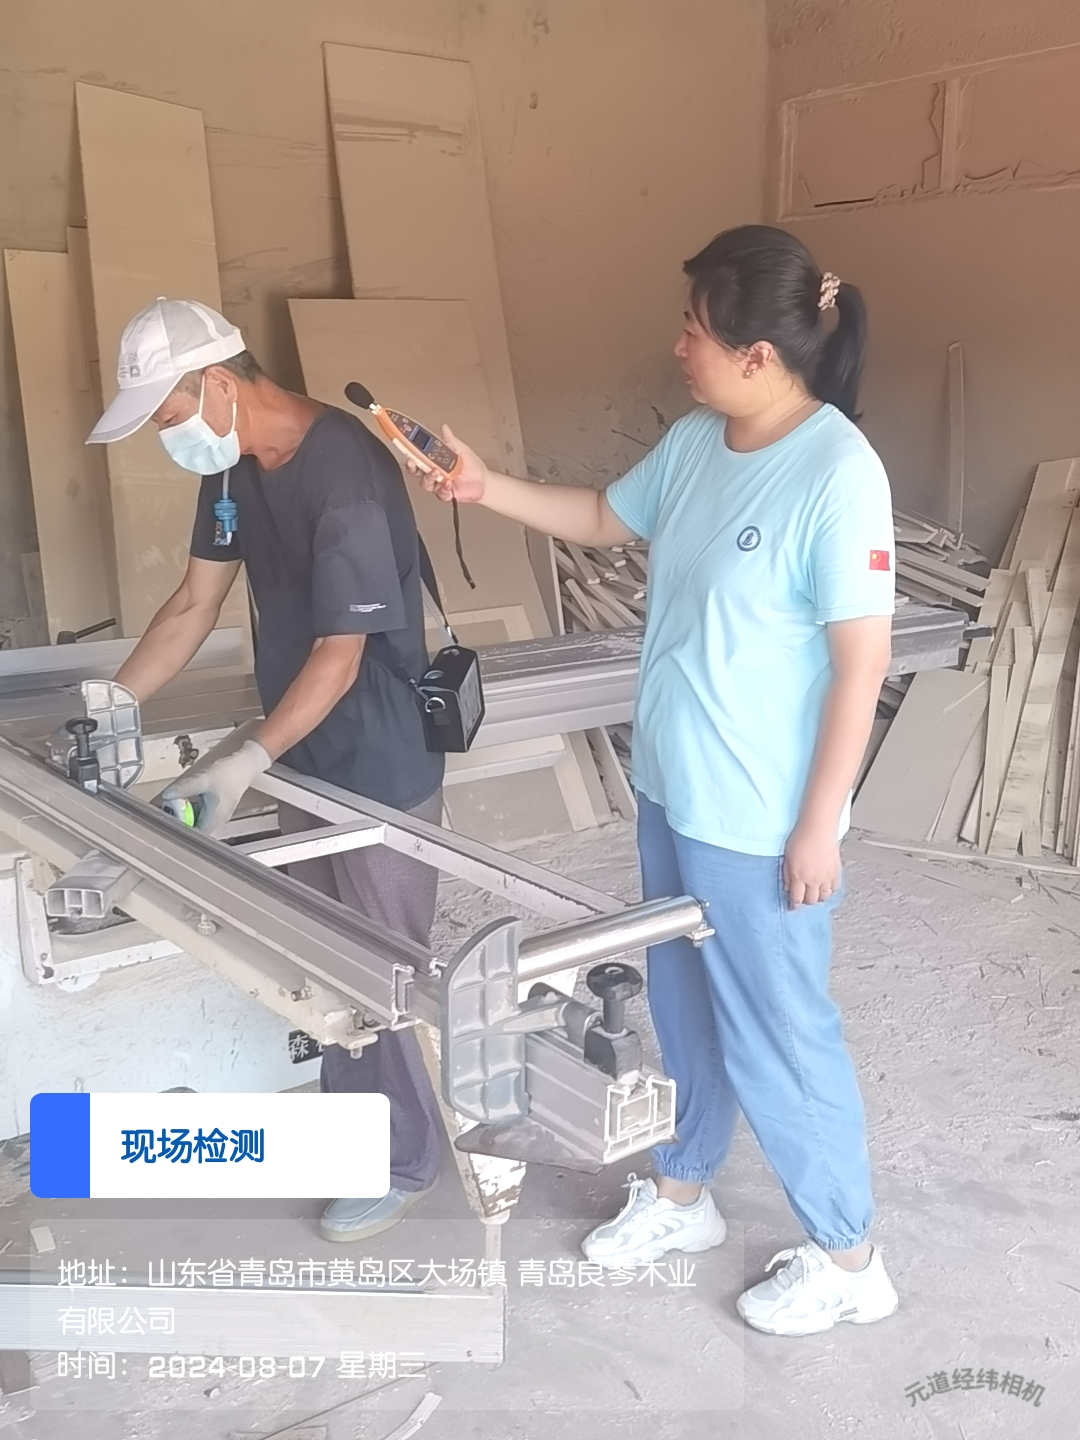 森
现场检测
地址：山东省青岛市黄岛区大场镇 青岛良琴木业
有限公司
时间：2024-08-07 星期三
元道经纬相机